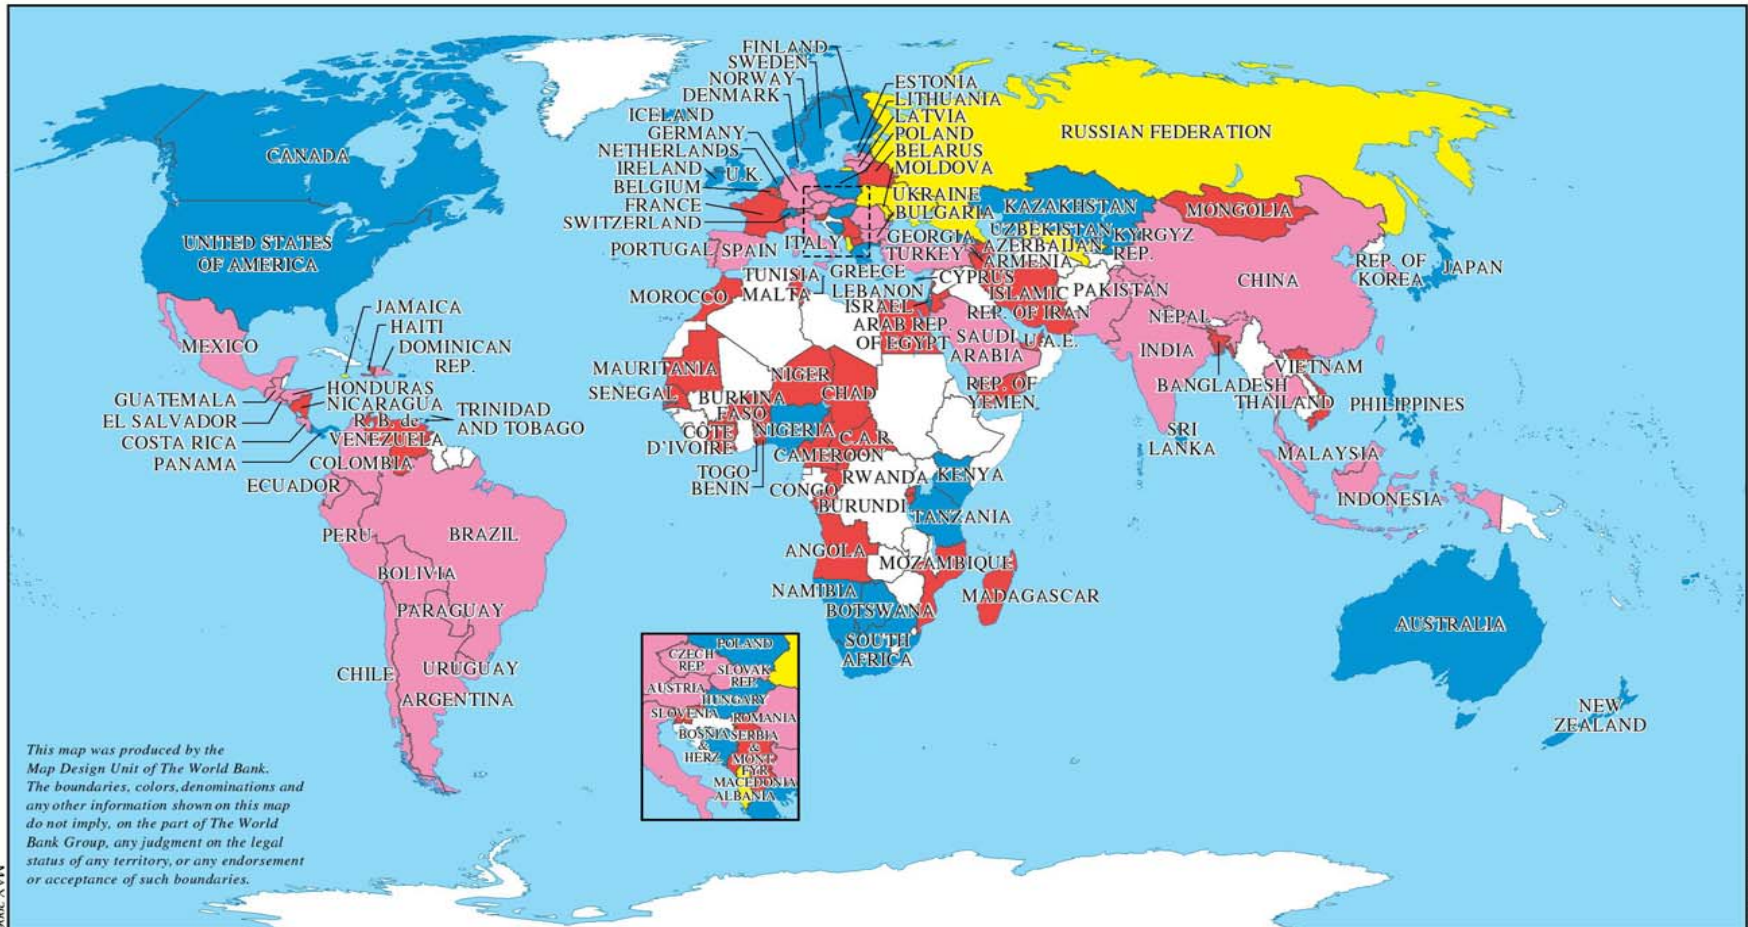 FINLAND
SWEDEN
NORWAY
DENMARK
ICELAND
GERMANY
NETHERLANDS
IRELAND
U.K.
BELGIUM
FRANCE
SWITZERLAND
PORTUGAL
SPAIN
ITALY
ESTONIA
LITHUANIA
LATVIA
POLAND
BELARUS
MOLDOVA
UKRAINE
BULGARIA
GEORGIA
TURKEY
AZERBAIJAN
ARMENIA
UZBEKISTAN
KYRGYZ
REP.
KAZAKHSTAN
RUSSIAN FEDERATION
MONGOLIA
CHINA
REP. OF
KOREA
JAPAN
CANADA
UNITED STATES
OF AMERICA
MEXICO
JAMAICA
HAITI
DOMINICAN
REP.
GUATEMALA
EL SALVADOR
COSTA RICA
PANAMA
HONDURAS
NICARAGUA
R. B. de
VENEZUELA
TRINIDAD
AND TOBAGO
COLOMBIA
ECUADOR
PERU
BRAZIL
BOLIVIA
PARAGUAY
CHILE
URUGUAY
ARGENTINA
MOROCCO
TUNISIA
MALTA
GREECE
LEBANON
CYPRUS
ISRAEL
ARAB REP.
OF EGYPT
ISLAMIC
REP. OF IRAN
PAKISTAN
SAUDI
ARABIA
U.A.E.
REP. OF
YEMEN
NEPAL
INDIA
BANGLADESH
SRI
LANKA
VIETNAM
THAILAND
PHILIPPINES
MALAYSIA
INDONESIA
MAURITANIA
SENEGAL
NIGER
CHAD
BURKINA
FASO
CÔTE
D'IVOIRE
NIGERIA
C.A.R.
CAMEROON
TOGO
BENIN
CONGO
RWANDA
BURUNDI
KENYA
TANZANIA
ANGOLA
MOZAMBIQUE
NAMIBIA
BOTSWANA
MADAGASCAR
SOUTH
AFRICA
AUSTRALIA
NEW
ZEALAND
POLAND
CZECH
REP.
SLOVAK
REP.
AUSTRIA
HUNGARY
SLOVENIA
ROMANIA
BOSNIA
&
HERZ.
SERBIA
&
MONT.
FYR
MACEDONIA
ALBANIA
This map was produced by the
Map Design Unit of The World Bank.
The boundaries, colors, denominations and
any other information shown on this map
do not imply, on the part of The World
Bank Group, any judgment on the legal
status of any territory, or any endorsement
or acceptance of such boundaries.